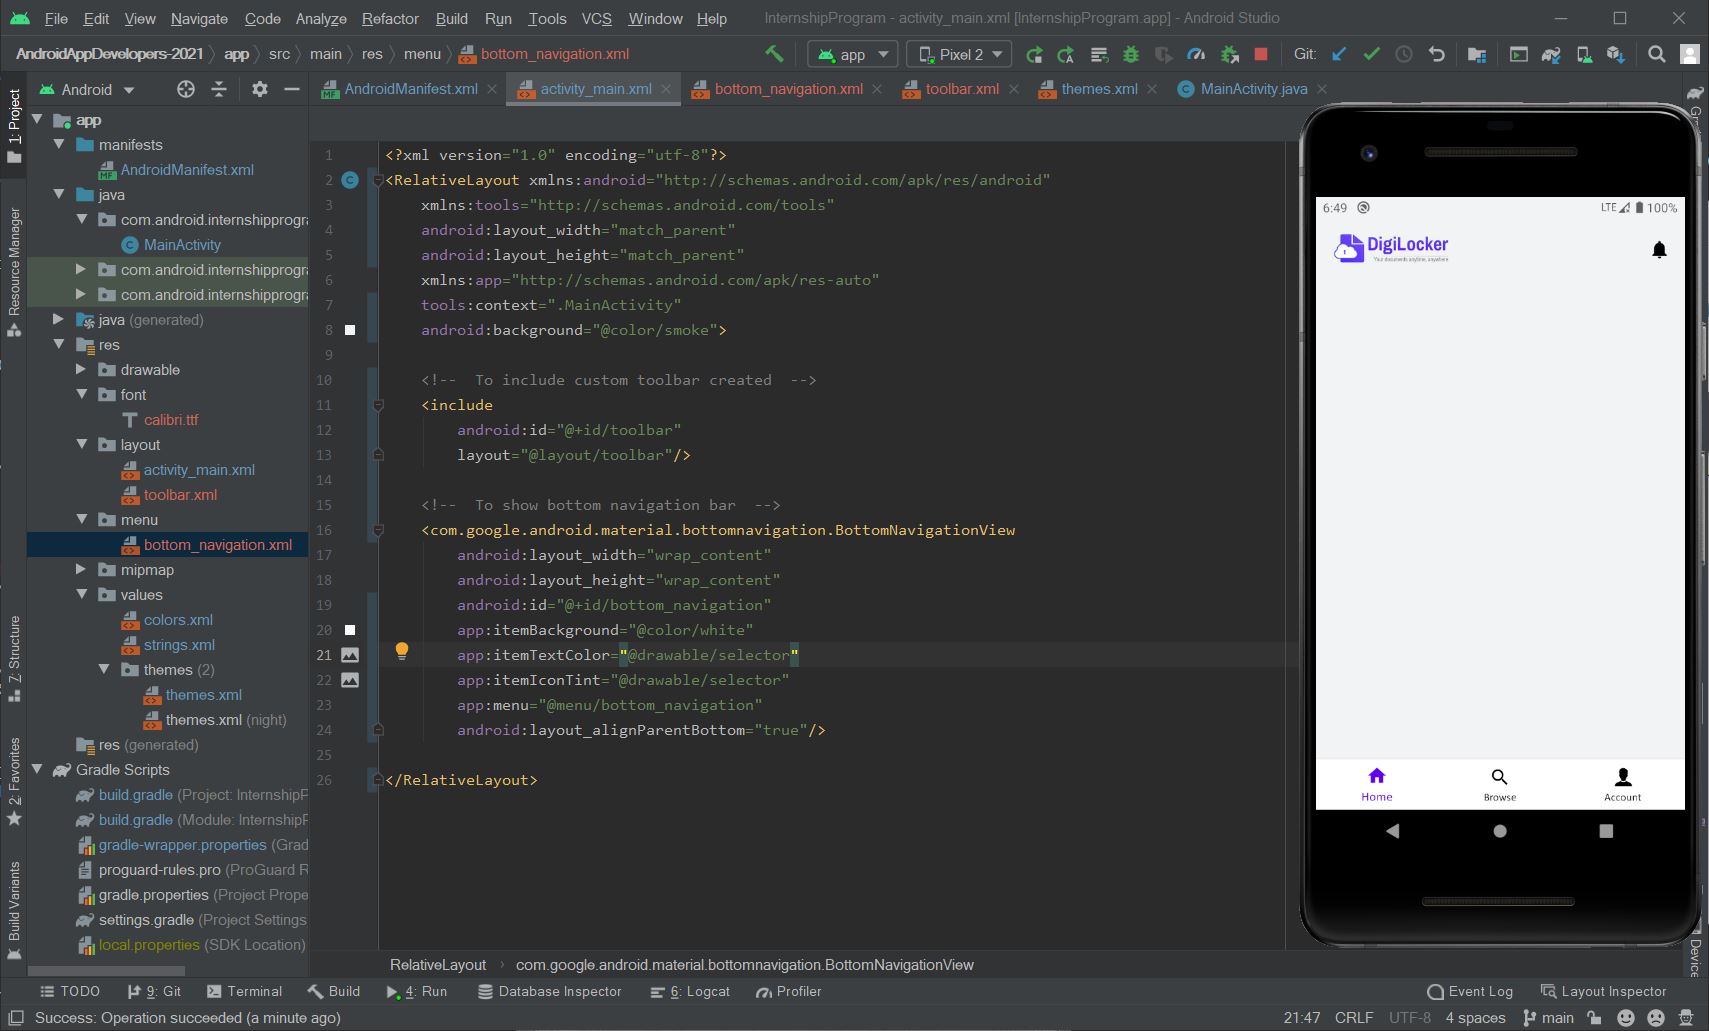 File Edit View Navigate Code Analyze Refactor Build Run Tools VCS Window Help InternshipProgram - activity_main.xml [InternshipProgram.app] - Android Studio
AndroidAppDevelopers-2021 app src main res menu bottom_navigation.xml app Pixel 2 Git:
Android AndroidManifest.xml activity_main.xml bottom_navigation.xml toolbar.xml themes.xml MainActivity.java
1: Project
Resource Manager
7: Structure
2: Favorites
Build Variants
app
manifests
AndroidManifest.xml
java
com.android.internshipprogra
MainActivity
com.android.internshipprogra
com.android.internshipprogra
java (generated)
res
drawable
font
calibri.ttf
layout
activity_main.xml
toolbar.xml
menu
bottom_navigation.xml
mipmap
values
colors.xml
strings.xml
themes (2)
themes.xml
themes.xml (night)
res (generated)
Gradle Scripts
build.gradle (Project: InternshipP
build.gradle (Module: InternshipP
gradle-wrapper.properties (Grad
proguard-rules.pro (ProGuard R
gradle.properties (Project Prope
settings.gradle (Project Settings
local.properties (SDK Location)
1 <?xml version="1.0" encoding="utf-8"?>
2 <RelativeLayout xmlns:android="http://schemas.android.com/apk/res/android"
3 xmlns:tools="http://schemas.android.com/tools"
4 android:layout_width="match_parent"
5 android:layout_height="match_parent"
6 xmlns:app="http://schemas.android.com/apk/res-auto"
7 tools:context=".MainActivity"
8 android:background="@color/smoke">
9
10 <!--  To include custom toolbar created  -->
11 <include
12 android:id="@+id/toolbar"
13 layout="@layout/toolbar"/>
14
15 <!--  To show bottom navigation bar  -->
16 <com.google.android.material.bottomnavigation.BottomNavigationView
17 android:layout_width="wrap_content"
18 android:layout_height="wrap_content"
19 android:id="@+id/bottom_navigation"
20 app:itemBackground="@color/white"
21 app:itemTextColor="@drawable/selector"
22 app:itemIconTint="@drawable/selector"
23 app:menu="@menu/bottom_navigation"
24 android:layout_alignParentBottom="true"/>
25
26 </RelativeLayout>
6:49 LTE 100%
DigiLocker
Your documents anytime, anywhere
Home Browse Account
RelativeLayout com.google.android.material.bottomnavigation.BottomNavigationView
TODO 9: Git Terminal Build 4: Run Database Inspector 6: Logcat Profiler Event Log Layout Inspector
Success: Operation succeeded (a minute ago) 21:47 CRLF UTF-8 4 spaces main